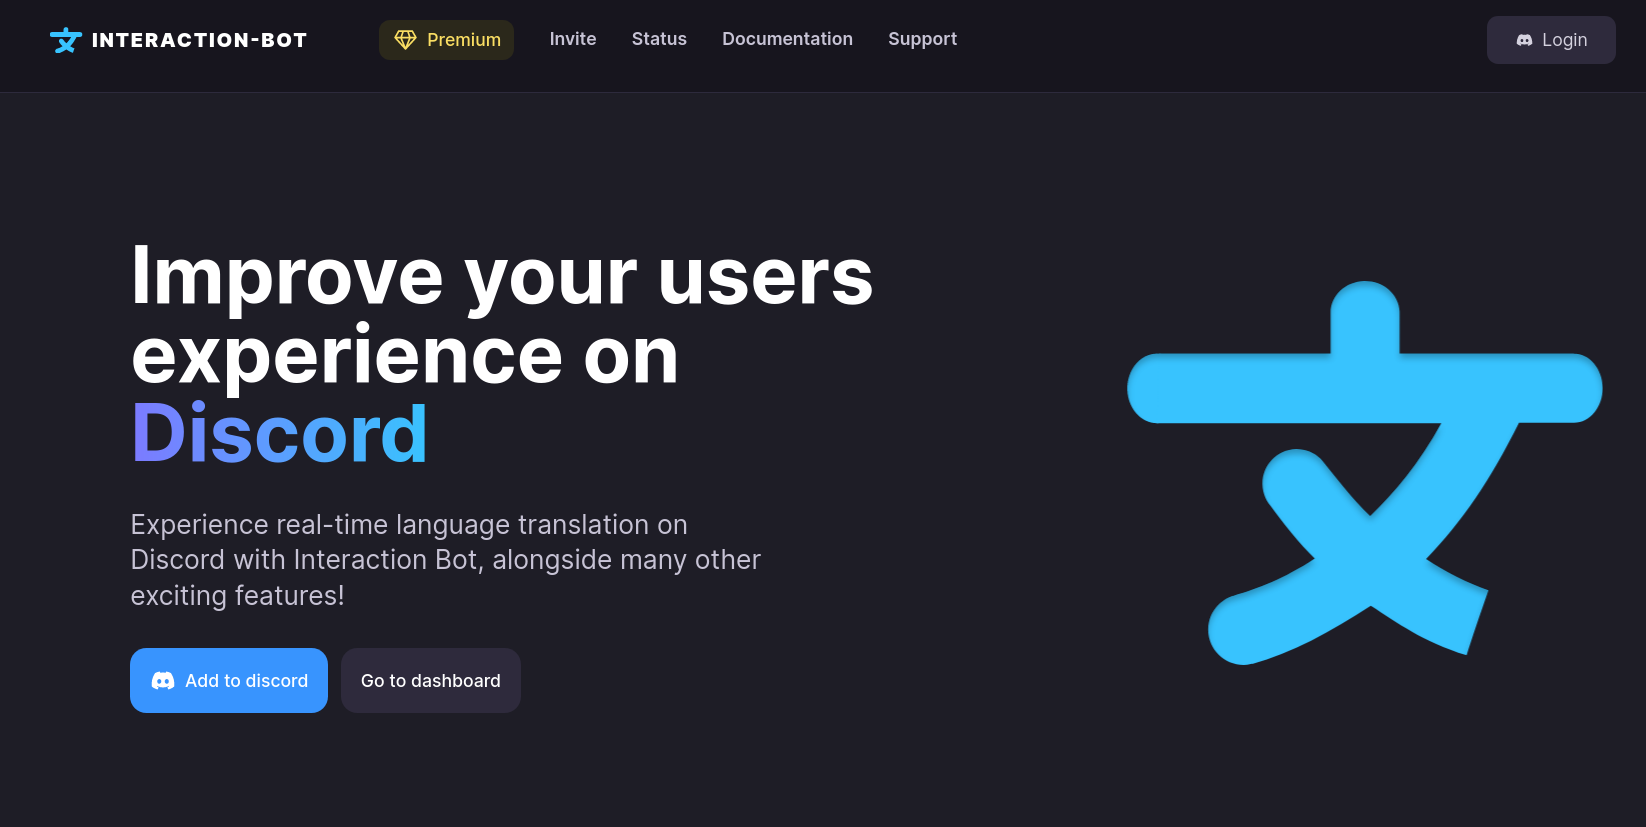 INTERACTION-BOT
Premium
Invite
Status
Documentation
Support
Login
Improve your users
experience on
Discord
Experience real-time language translation on
Discord with Interaction Bot, alongside many other
exciting features!
Add to discord
Go to dashboard